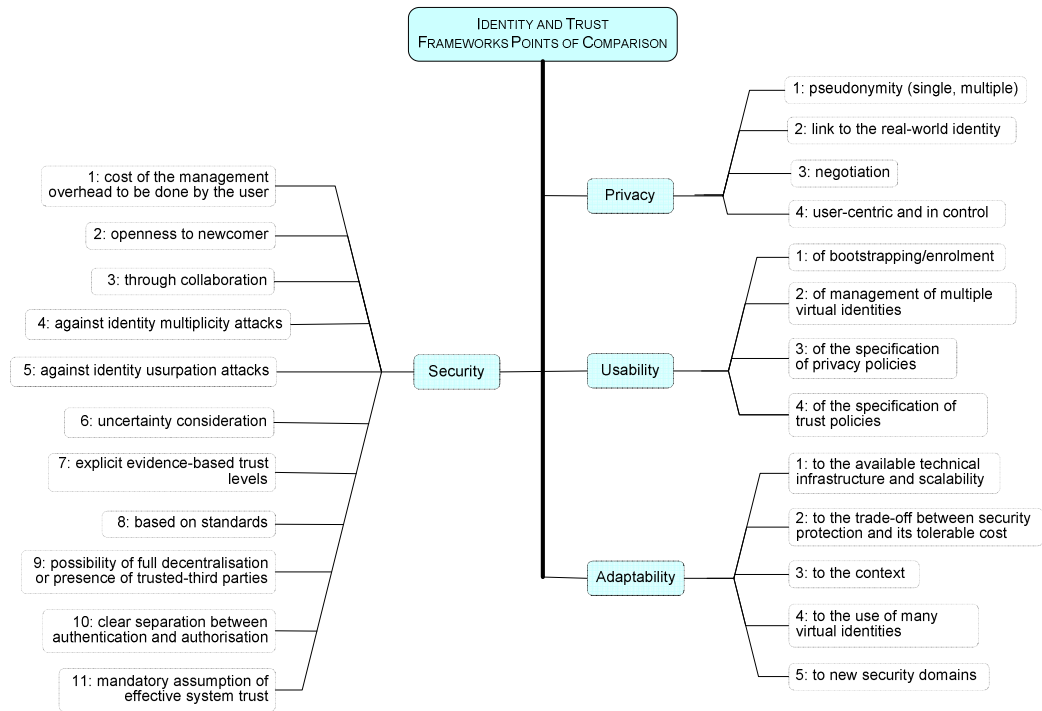 IDENTITY AND TRUST
FRAMEWORKS POINTS OF COMPARISON
Privacy
1: pseudonymity (single, multiple)
2: link to the real-world identity
3: negotiation
4: user-centric and in control
Usability
1: of bootstrapping/enrolment
2: of management of multiple
virtual identities
3: of the specification
of privacy policies
4: of the specification of
trust policies
Adaptability
1: to the available technical
infrastructure and scalability
2: to the trade-off between security
protection and its tolerable cost
3: to the context
4: to the use of many
virtual identities
5: to new security domains
Security
1: cost of the management
overhead to be done by the user
2: openness to newcomer
3: through collaboration
4: against identity multiplicity attacks
5: against identity usurpation attacks
6: uncertainty consideration
7: explicit evidence-based trust
levels
8: based on standards
9: possibility of full decentralisation
or presence of trusted-third parties
10: clear separation between
authentication and authorisation
11: mandatory assumption of
effective system trust